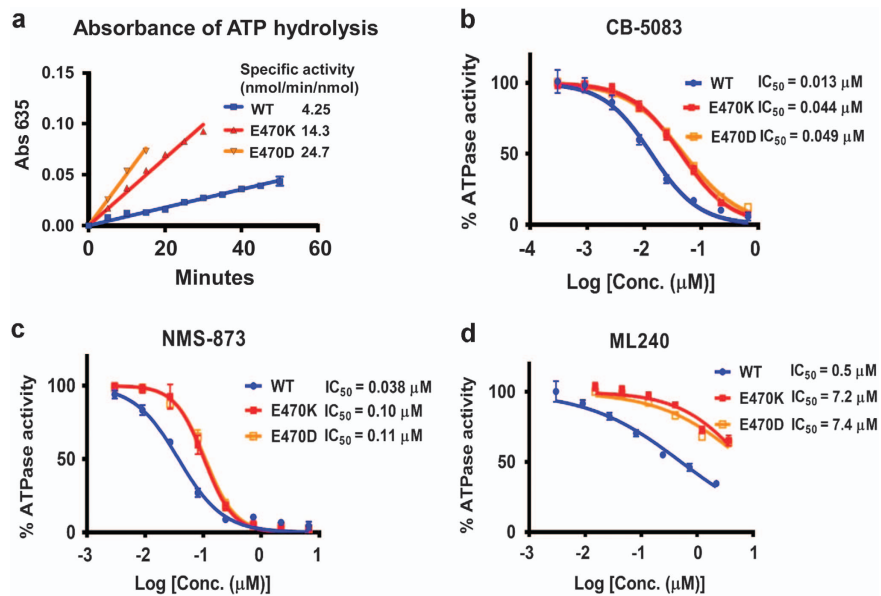 a
Absorbance of ATP hydrolysis
Specific activity
(nmol/min/nmol)
WT 4.25
E470K 14.3
E470D 24.7
Abs 635
0.15
0.10
0.05
0.00
0 20 40 60
Minutes
b
CB-5083
WT IC50 = 0.013 μM
E470K IC50 = 0.044 μM
E470D IC50 = 0.049 μM
% ATPase activity
100
50
0
-4 -3 -2 -1 0
Log [Conc. (μM)]
c
NMS-873
WT IC50 = 0.038 μM
E470K IC50 = 0.10 μM
E470D IC50 = 0.11 μM
% ATPase activity
100
50
0
-3 -2 -1 0 1
Log [Conc. (μM)]
d
ML240
WT IC50 = 0.5 μM
E470K IC50 = 7.2 μM
E470D IC50 = 7.4 μM
% ATPase activity
100
50
0
-3 -2 -1 0 1
Log [Conc. (μM)]